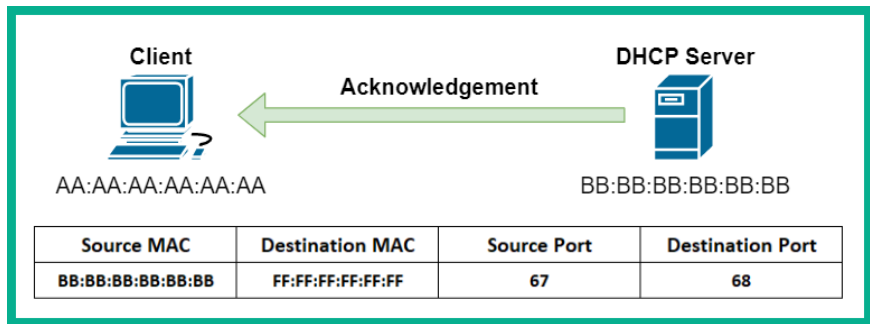 Client DHCP Server
Acknowledgement
AA:AA:AA:AA:AA:AA BB:BB:BB:BB:BB:BB
Source MAC Destination MAC Source Port Destination Port
BB:BB:BB:BB:BB:BB FF:FF:FF:FF:FF:FF 67 68